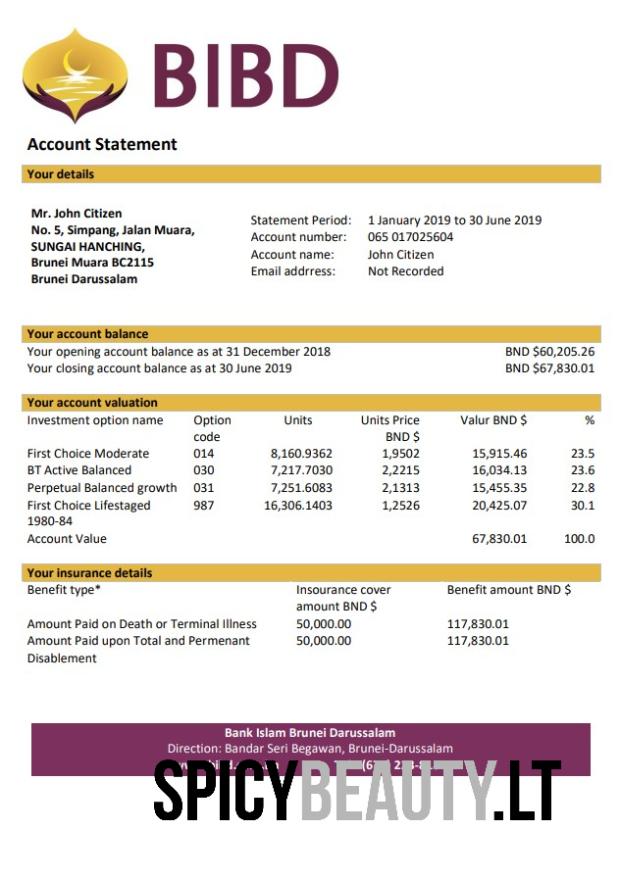 BIBD
Account Statement
Your details
Mr. John Citizen
No. 5, Simpang, Jalan Muara,
SUNGAI HANCHING,
Brunei Muara BC2115
Brunei Darussalam
Statement Period: 1 January 2019 to 30 June 2019
Account number: 065 017025604
Account name: John Citizen
Email addrress: Not Recorded
Your account balance
Your opening account balance as at 31 December 2018 BND $60,205.26
Your closing account balance as at 30 June 2019 BND $67,830.01
Your account valuation
Investment option name Option code Units Units Price BND $ Valur BND $ %
First Choice Moderate 014 8,160.9362 1,9502 15,915.46 23.5
BT Active Balanced 030 7,217.7030 2,2215 16,034.13 23.6
Perpetual Balanced growth 031 7,251.6083 2,1313 15,455.35 22.8
First Choice Lifestaged 987 16,306.1403 1,2526 20,425.07 30.1
1980-84
Account Value 67,830.01 100.0
Your insurance details
Benefit type* Insourance cover amount BND $ Benefit amount BND $
Amount Paid on Death or Terminal Illness 50,000.00 117,830.01
Amount Paid upon Total and Permenant 50,000.00 117,830.01
Disablement
Bank Islam Brunei Darussalam
Direction: Bandar Seri Begawan, Brunei-Darussalam
SPICYBEAUTY.LT